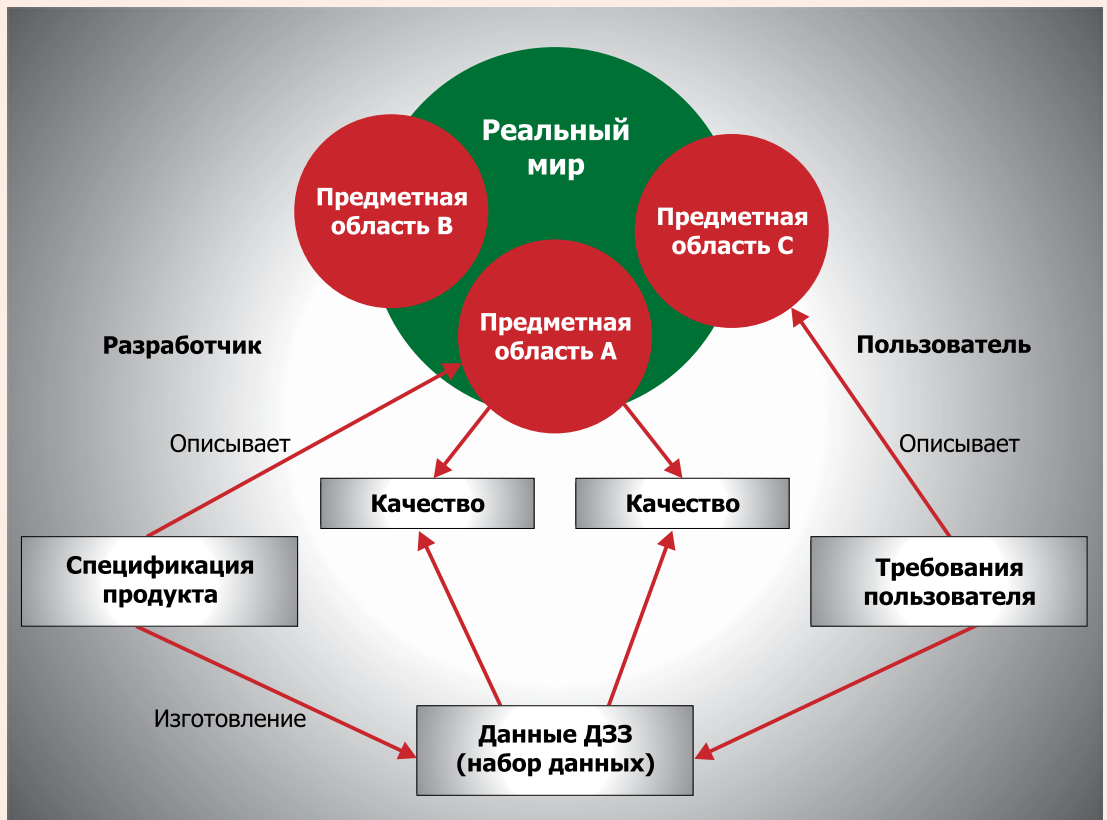 Реальный
мир
Предметная
область B
Предметная
область C
Предметная
область A
Разработчик
Пользователь
Описывает
Описывает
Качество
Качество
Спецификация
продукта
Требования
пользователя
Изготовление
Данные ДЗЗ
(набор данных)